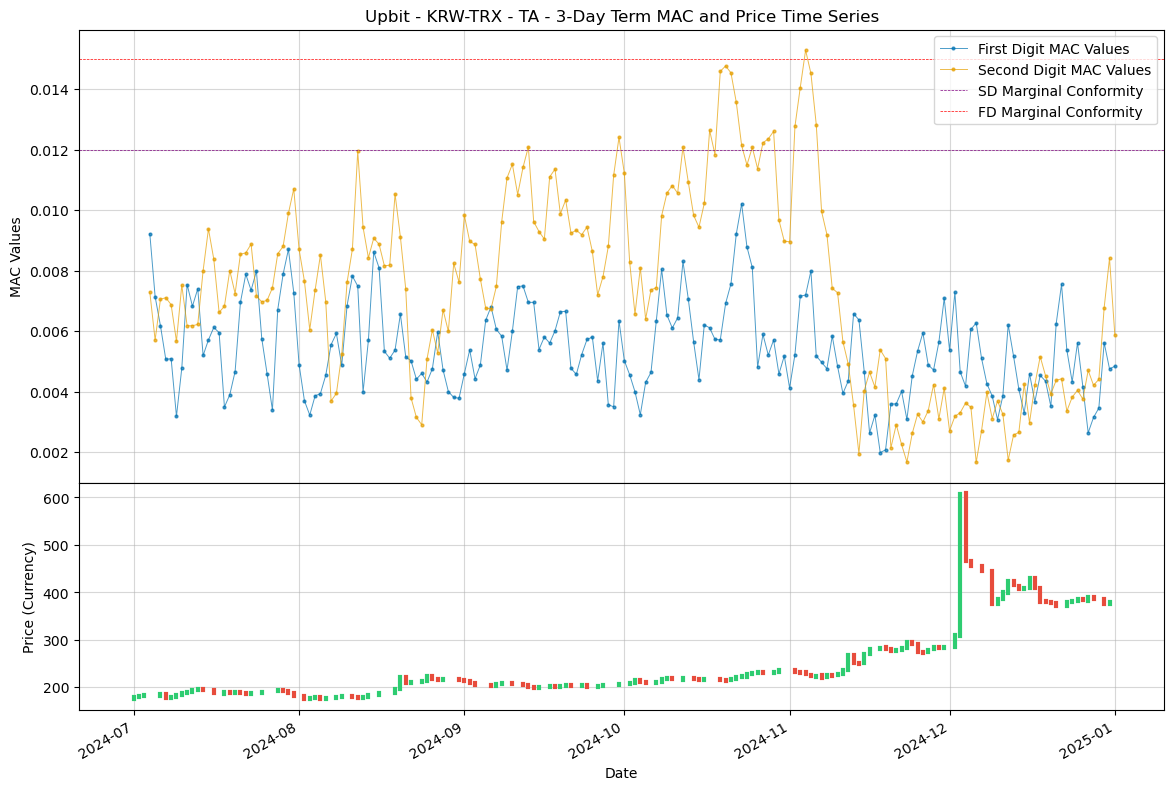 Upbit - KRW-TRX - TA - 3-Day Term MAC and Price Time Series
First Digit MAC Values
Second Digit MAC Values
SD Marginal Conformity
FD Marginal Conformity
MAC Values
0.014
0.012
0.010
0.008
0.006
0.004
0.002
Price (Currency)
600
500
400
300
200
2024-07
2024-08
2024-09
2024-10
2024-11
2024-12
2025-01
Date